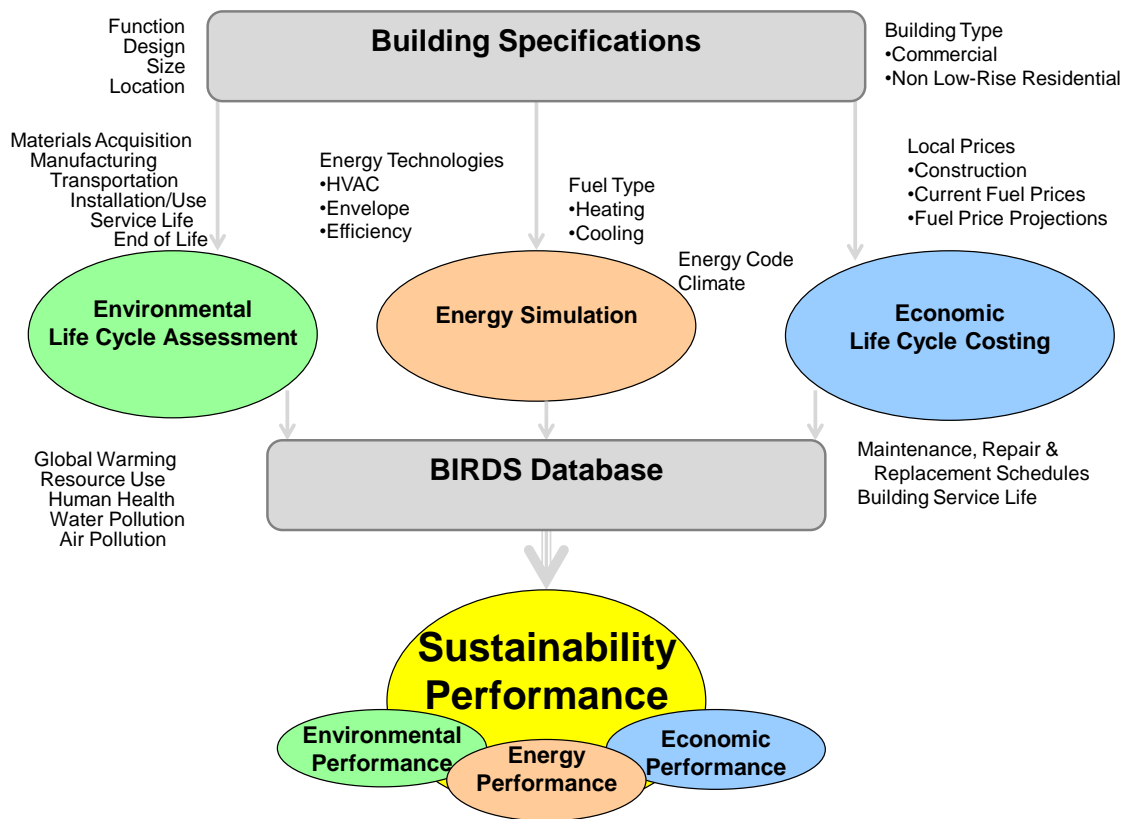 Function
Design
Size
Location
Building Specifications
Building Type
•Commercial
•Non Low-Rise Residential
Materials Acquisition
Manufacturing
Transportation
Installation/Use
Service Life
End of Life
Energy Technologies
•HVAC
•Envelope
•Efficiency
Fuel Type
•Heating
•Cooling
Local Prices
•Construction
•Current Fuel Prices
•Fuel Price Projections
Energy Code
Climate
Environmental
Life Cycle Assessment
Energy Simulation
Economic
Life Cycle Costing
Global Warming
Resource Use
Human Health
Water Pollution
Air Pollution
BIRDS Database
Maintenance, Repair &
Replacement Schedules
Building Service Life
Sustainability
Performance
Environmental
Performance
Energy
Performance
Economic
Performance